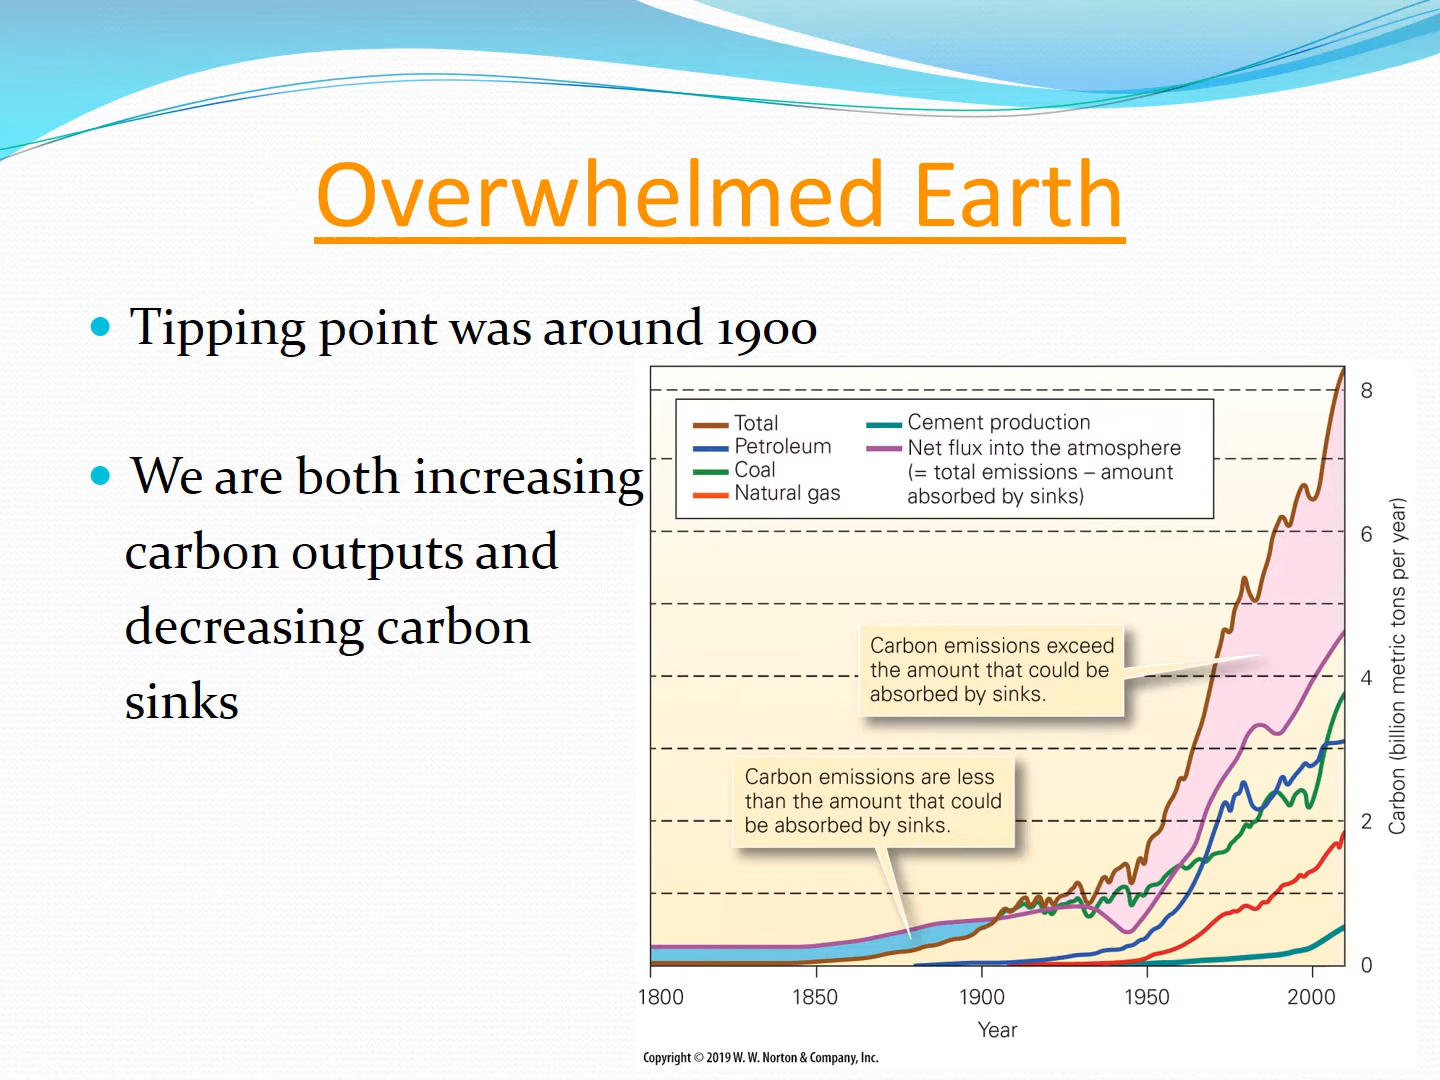 Overwhelmed Earth
• Tipping point was around 1900
• We are both increasing
carbon outputs and
decreasing carbon
sinks
Total
Petroleum
Coal
Natural gas
Cement production
Net flux into the atmosphere
(= total emissions – amount
absorbed by sinks)
Carbon emissions exceed
the amount that could be
absorbed by sinks.
Carbon emissions are less
than the amount that could
be absorbed by sinks.
8
6
4
2
0
Carbon (billion metric tons per year)
1800 1850 1900 1950 2000
Year
Copyright © 2019 W. W. Norton & Company, Inc.